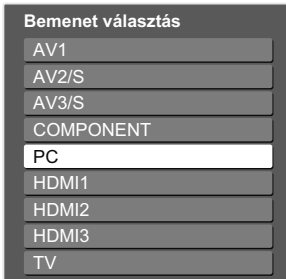 Bemenet választás
AV1
AV2/S
AV3/S
COMPONENT
PC
HDMI1
HDMI2
HDMI3
TV